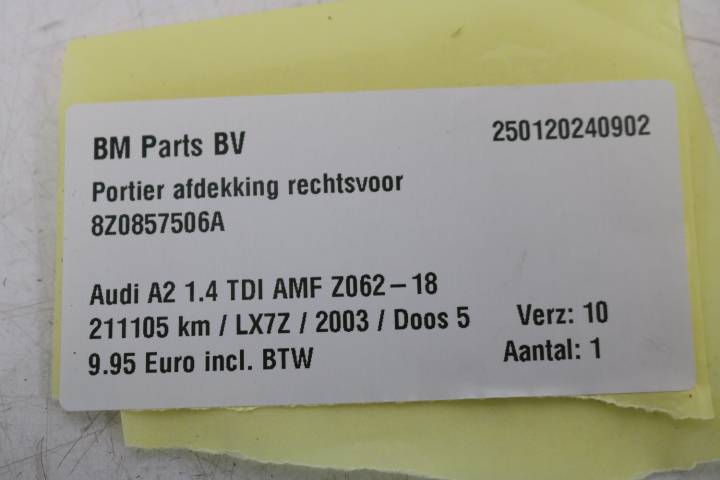 BM Parts BV 250120240902
Portier afdekking rechtsvoor
8Z0857506A
Audi A2 1.4 TDI AMF Z062-18
211105 km / LX7Z / 2003 / Doos 5 Verz: 10
9.95 Euro incl. BTW Aantal: 1